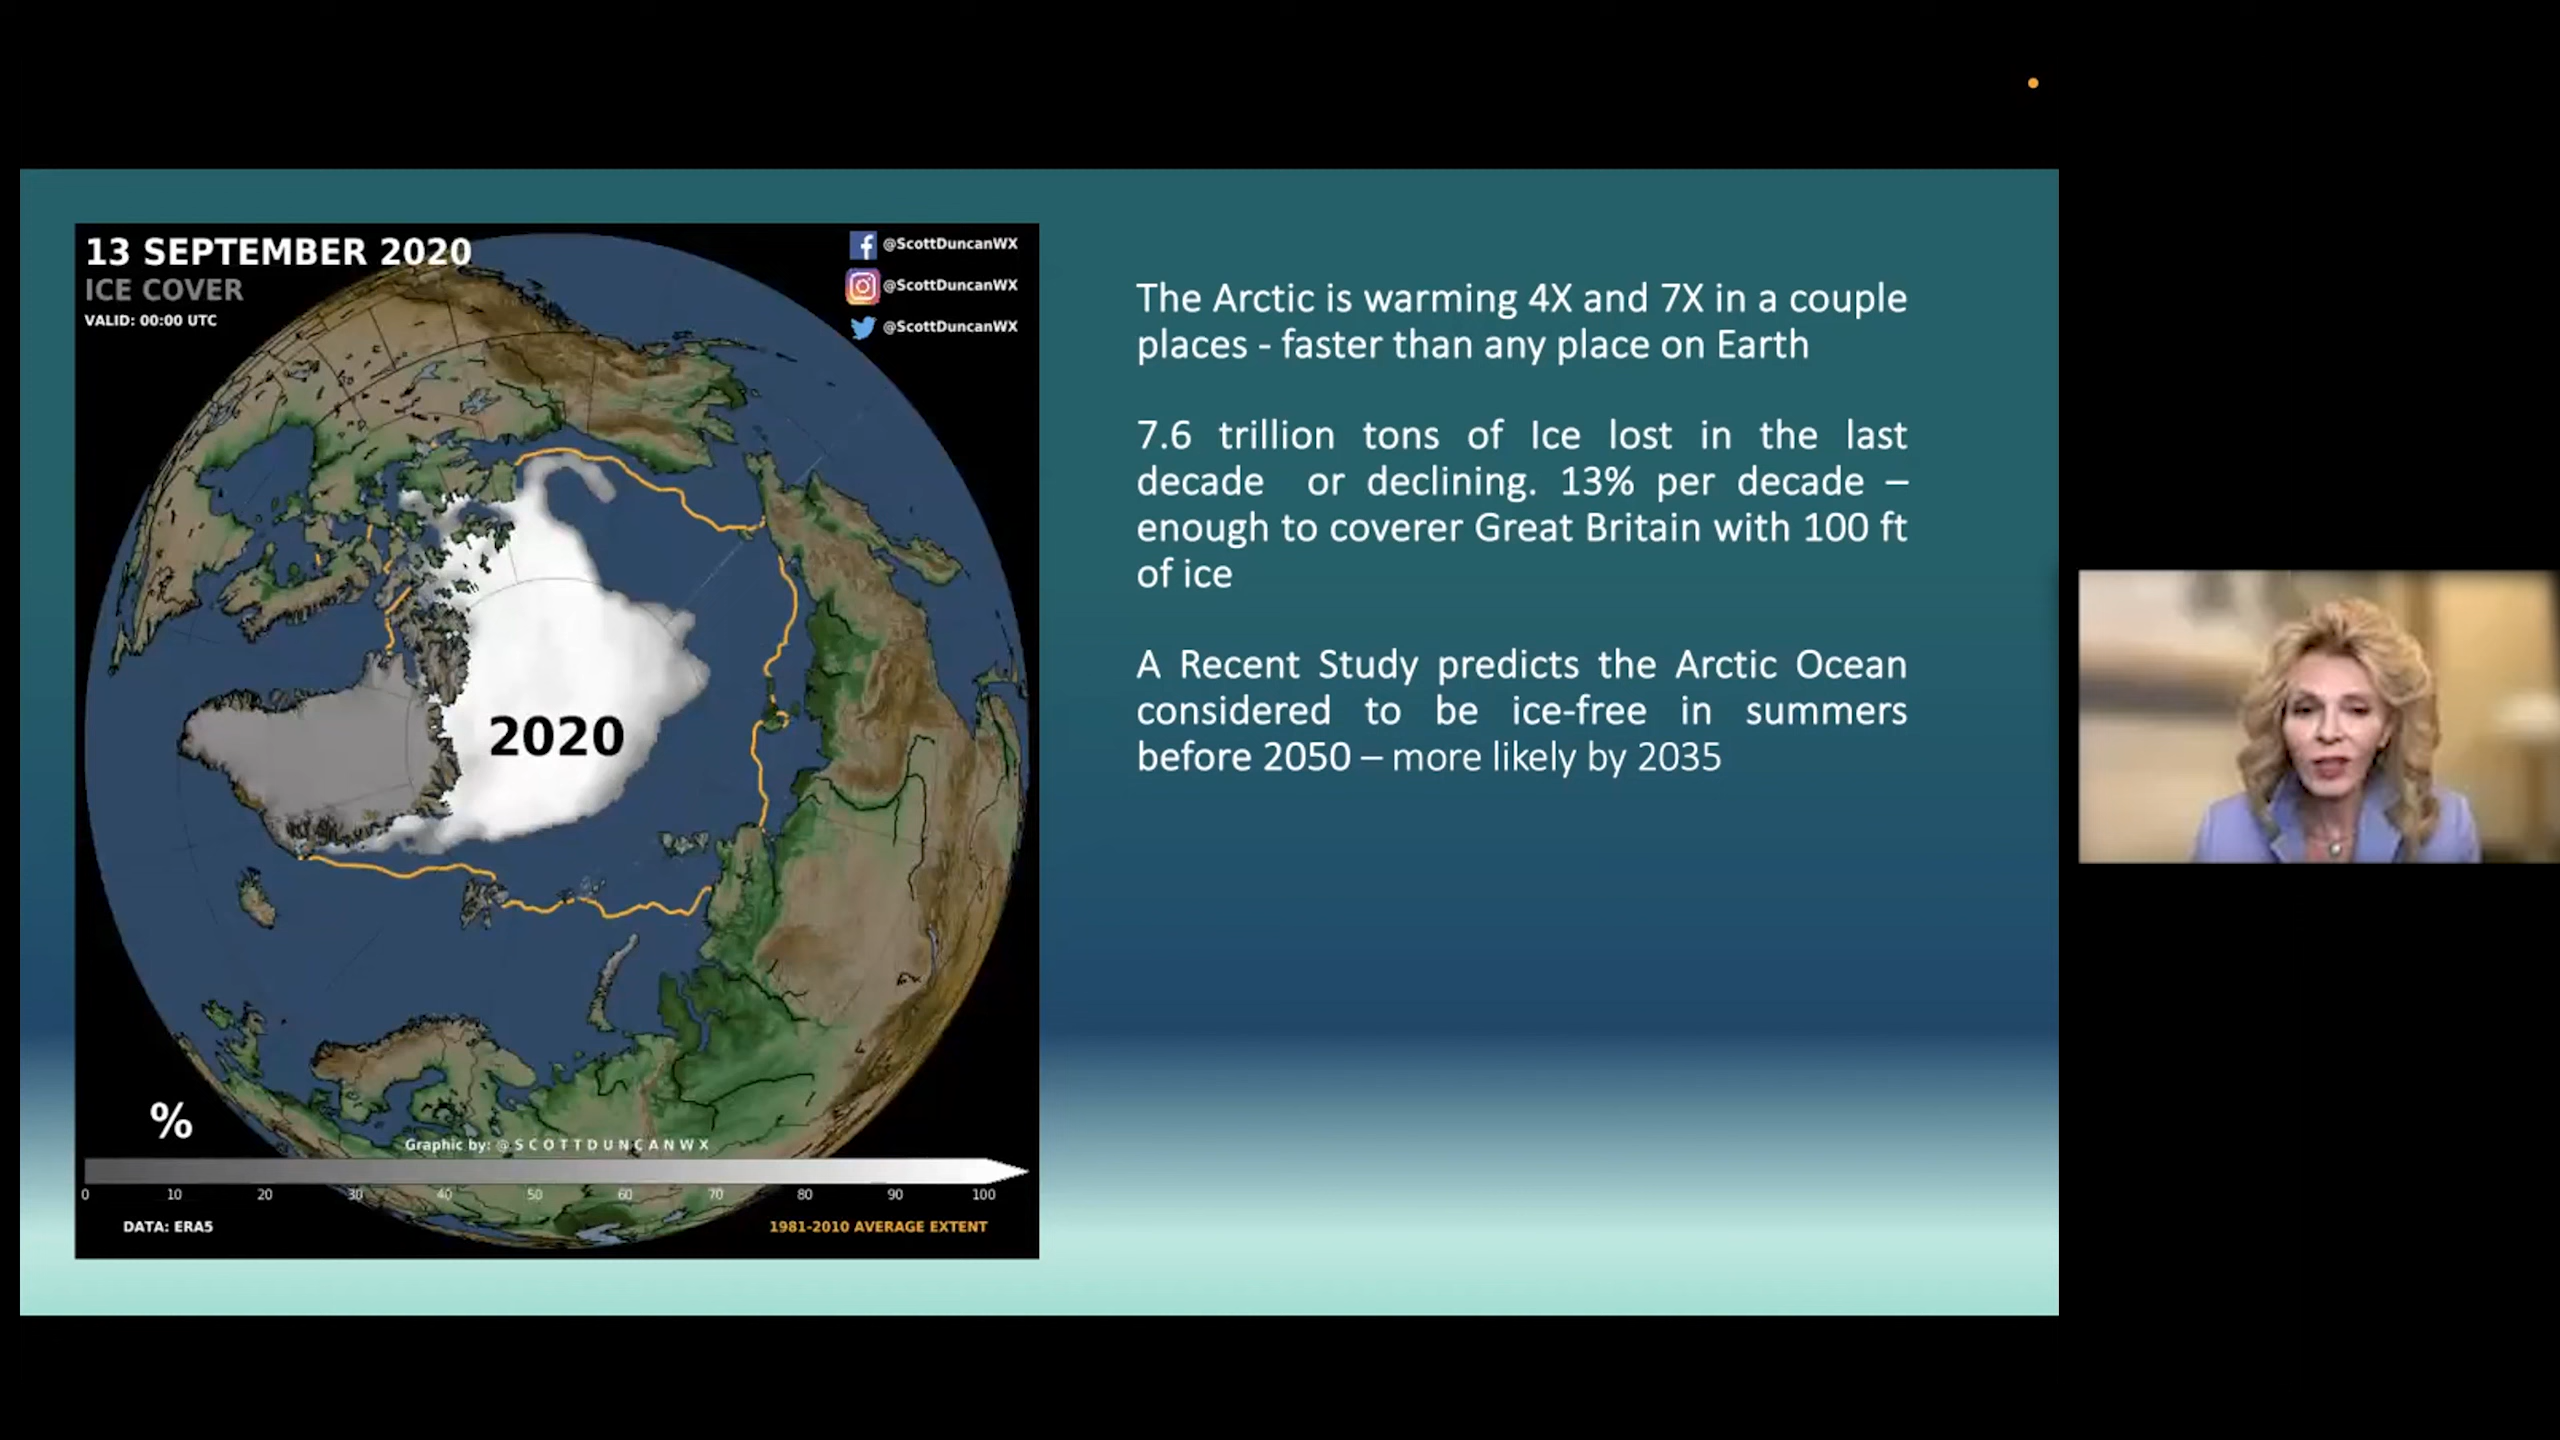 13 SEPTEMBER 2020
ICE COVER
VALID: 00:00 UTC
@ScottDuncanWX
@ScottDuncanWX
@ScottDuncanWX
2020
%
Graphic by: @SCOTTDUNCANWX
0 10 20 30 40 50 60 70 80 90 100
DATA: ERA5
1981-2010 AVERAGE EXTENT
The Arctic is warming 4X and 7X in a couple
places - faster than any place on Earth
7.6 trillion tons of Ice lost in the last
decade or declining. 13% per decade –
enough to coverer Great Britain with 100 ft
of ice
A Recent Study predicts the Arctic Ocean
considered to be ice-free in summers
before 2050 – more likely by 2035